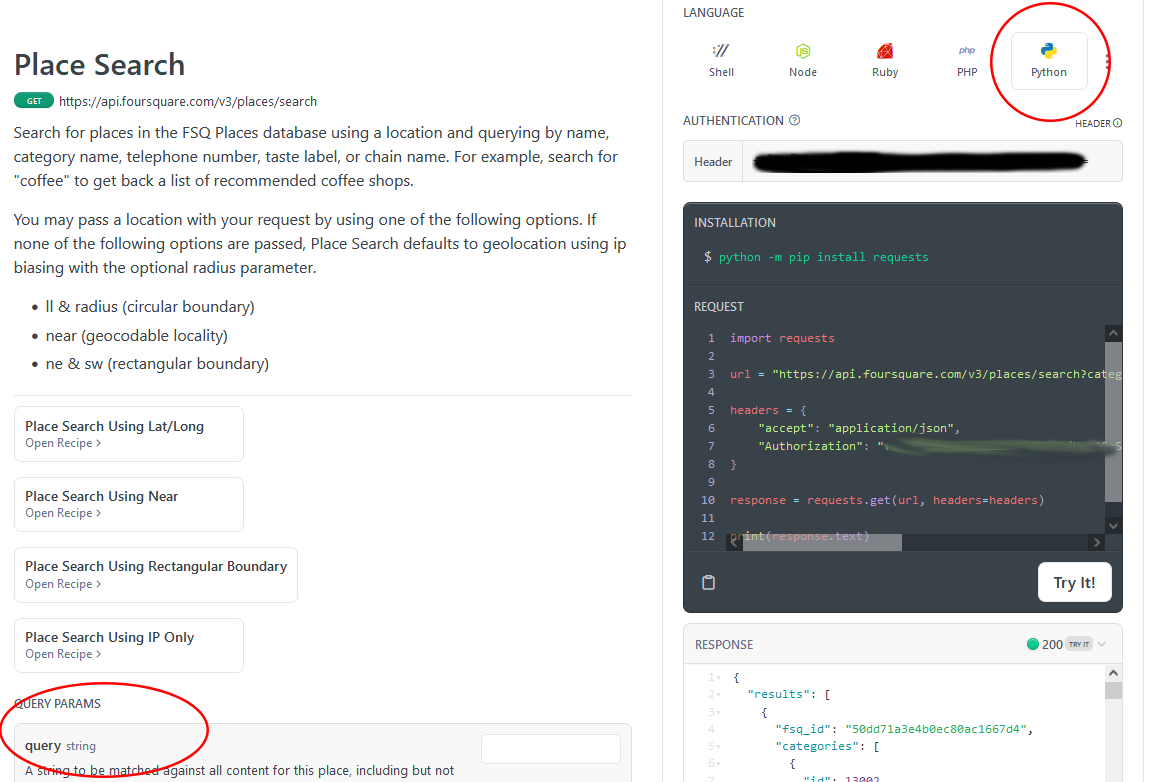 Place Search
GET https://api.foursquare.com/v3/places/search
Search for places in the FSQ Places database using a location and querying by name,
category name, telephone number, taste label, or chain name. For example, search for
"coffee" to get back a list of recommended coffee shops.
You may pass a location with your request by using one of the following options. If
none of the following options are passed, Place Search defaults to geolocation using ip
biasing with the optional radius parameter.
• ll & radius (circular boundary)
• near (geocodable locality)
• ne & sw (rectangular boundary)
Place Search Using Lat/Long
Open Recipe >
Place Search Using Near
Open Recipe >
Place Search Using Rectangular Boundary
Open Recipe >
Place Search Using IP Only
Open Recipe >
QUERY PARAMS
query string
A string to be matched against all content for this place, including but not
LANGUAGE
Shell
Node
Ruby
php
PHP
Python
AUTHENTICATION
HEADER
Header
INSTALLATION
$ python -m pip install requests
REQUEST
1 import requests
2
3 url = "https://api.foursquare.com/v3/places/search?categ
4
5 headers = {
6 "accept": "application/json",
7 "Authorization": "
8 }
9
10 response = requests.get(url, headers=headers)
11
12 print(response.text)
Try It!
RESPONSE
200 TRY IT
1 {
2 "results": [
3 {
4 "fsq_id": "50dd71a3e4b0ec80ac1667d4",
5 "categories": [
6 {
7 "id": 13002